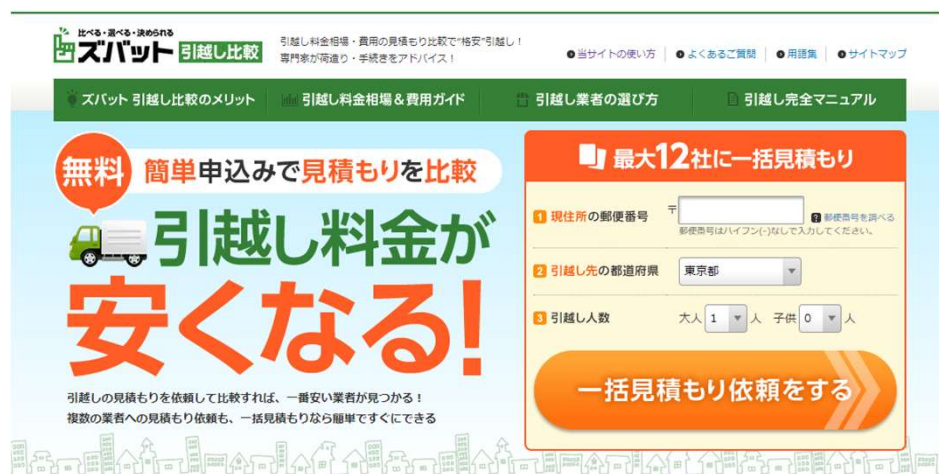 比べる・選べる・決められる
ズバット 引越し比較
引越し料金相場・費用の見積もり比較で“格安”引越し！
専門家が荷造り・手続きをアドバイス！
当サイトの使い方 よくあるご質問 用語集 サイトマップ
ズバット 引越し比較のメリット 引越し料金相場＆費用ガイド 引越し業者の選び方 引越し完全マニュアル
無料 簡単申込みで見積もりを比較
引越し料金が
安くなる!
引越しの見積もりを依頼して比較すれば、一番安い業者が見つかる！
複数の業者への見積もり依頼も、一括見積もりなら簡単ですぐにできる
最大12社に一括見積もり
1 現住所の郵便番号 〒 ? 郵便番号を調べる
郵便番号はハイフン(-)なしで入力してください。
2 引越し先の都道府県 東京都
3 引越し人数 大人 1 人 子供 0 人
一括見積もり依頼をする